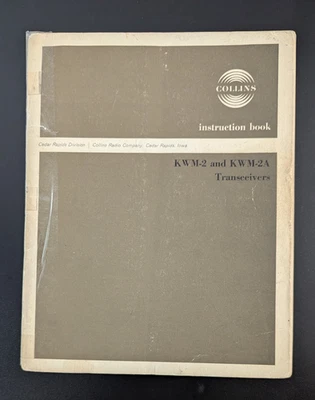 COLLINS
instruction book
Cedar Rapids Division | Collins Radio Company, Cedar Rapids, Iowa
KWM-2 and KWM-2A
Transceivers